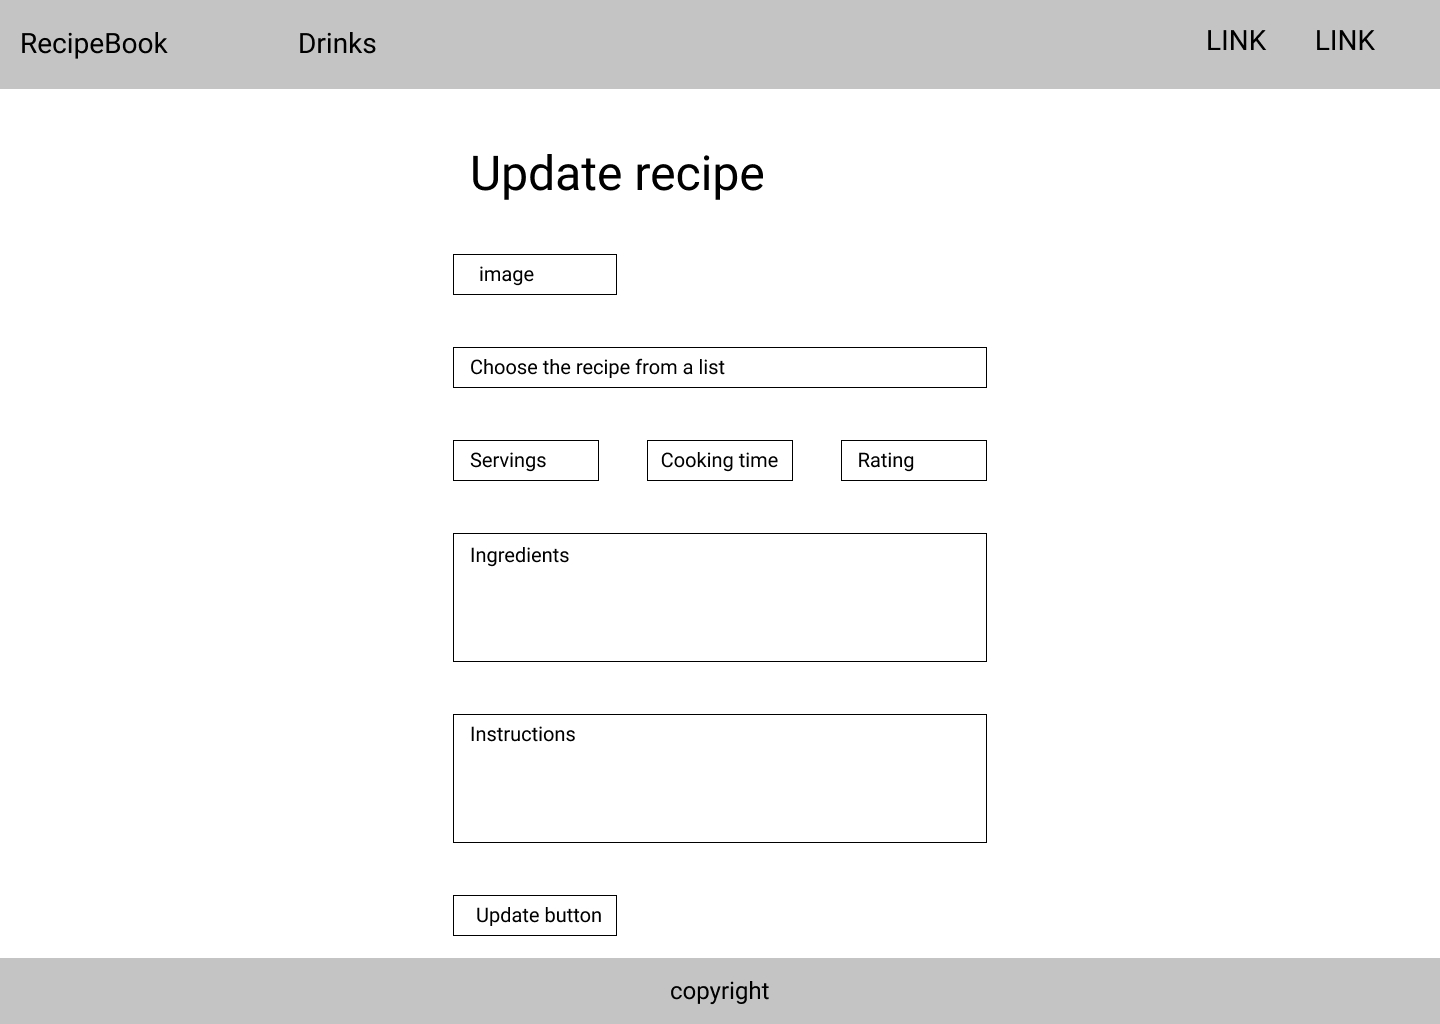 RecipeBook Drinks LINK LINK
Update recipe
image
Choose the recipe from a list
Servings Cooking time Rating
Ingredients
Instructions
Update button
copyright